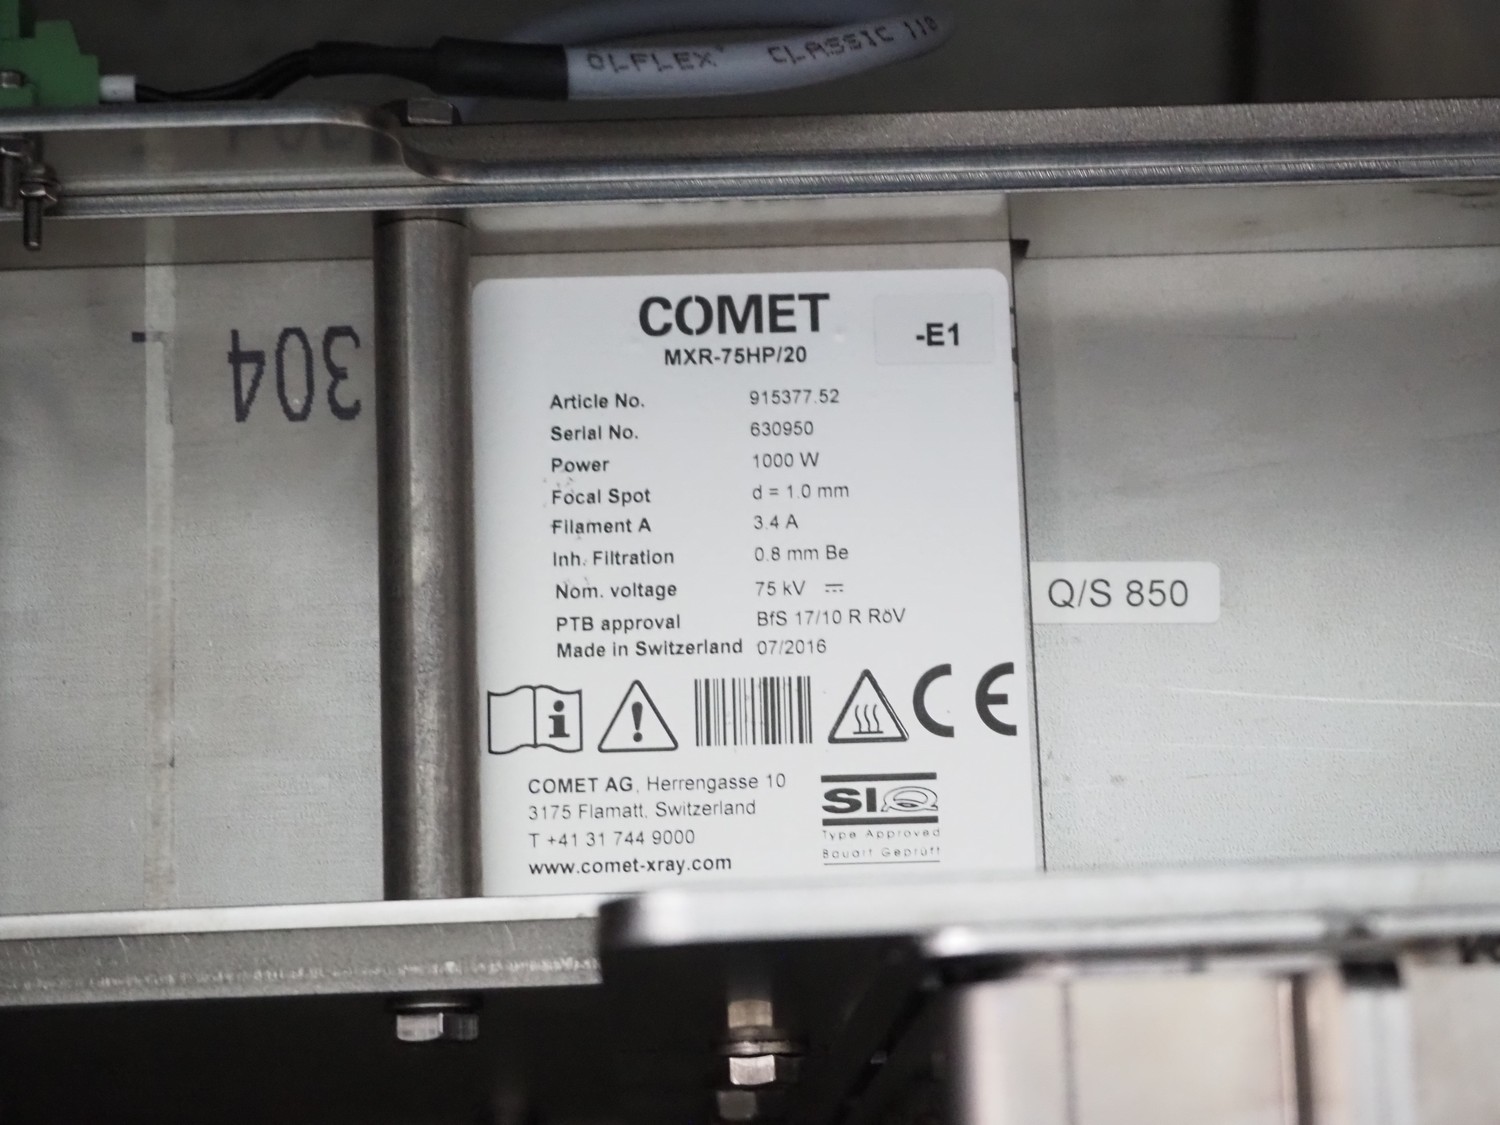 ÖLFLEX CLASSIC 110
304
COMET
-E1
MXR-75HP/20
Article No. 915377.52
Serial No. 630950
Power 1000 W
Focal Spot d = 1.0 mm
Filament A 3.4 A
Inh. Filtration 0.8 mm Be
Nom. voltage 75 kV ⎓
PTB approval BfS 17/10 R RöV
Made in Switzerland 07/2016
Q/S 850
CE
COMET AG, Herrengasse 10
3175 Flamatt, Switzerland
T +41 31 744 9000
www.comet-xray.com
SIQ
Type Approved
Bauart Geprüft